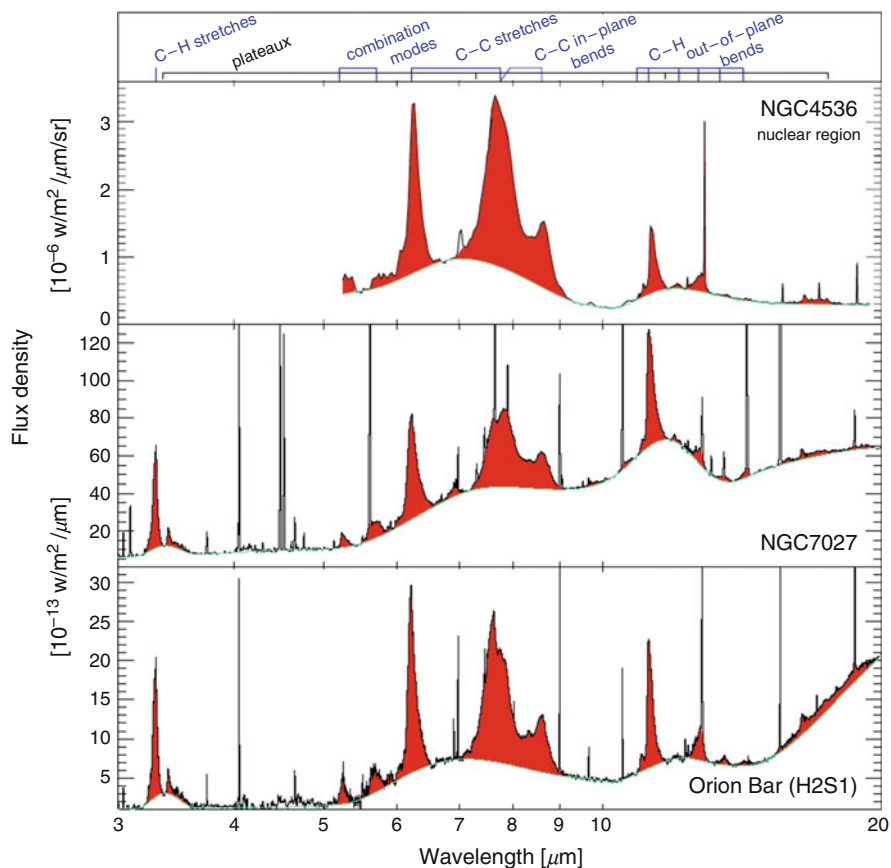 C–H stretches
plateaux
combination modes
C–C stretches
C–C in–plane bends
C–H out–of–plane bends
NGC4536
nuclear region
3
2
1
0
[10⁻⁶ w/m²/μm/sr]
Flux density
120
100
80
60
40
20
NGC7027
[10⁻¹³ w/m²/μm]
30
25
20
15
10
5
Orion Bar (H2S1)
3 4 5 6 7 8 9 10 20
Wavelength [μm]